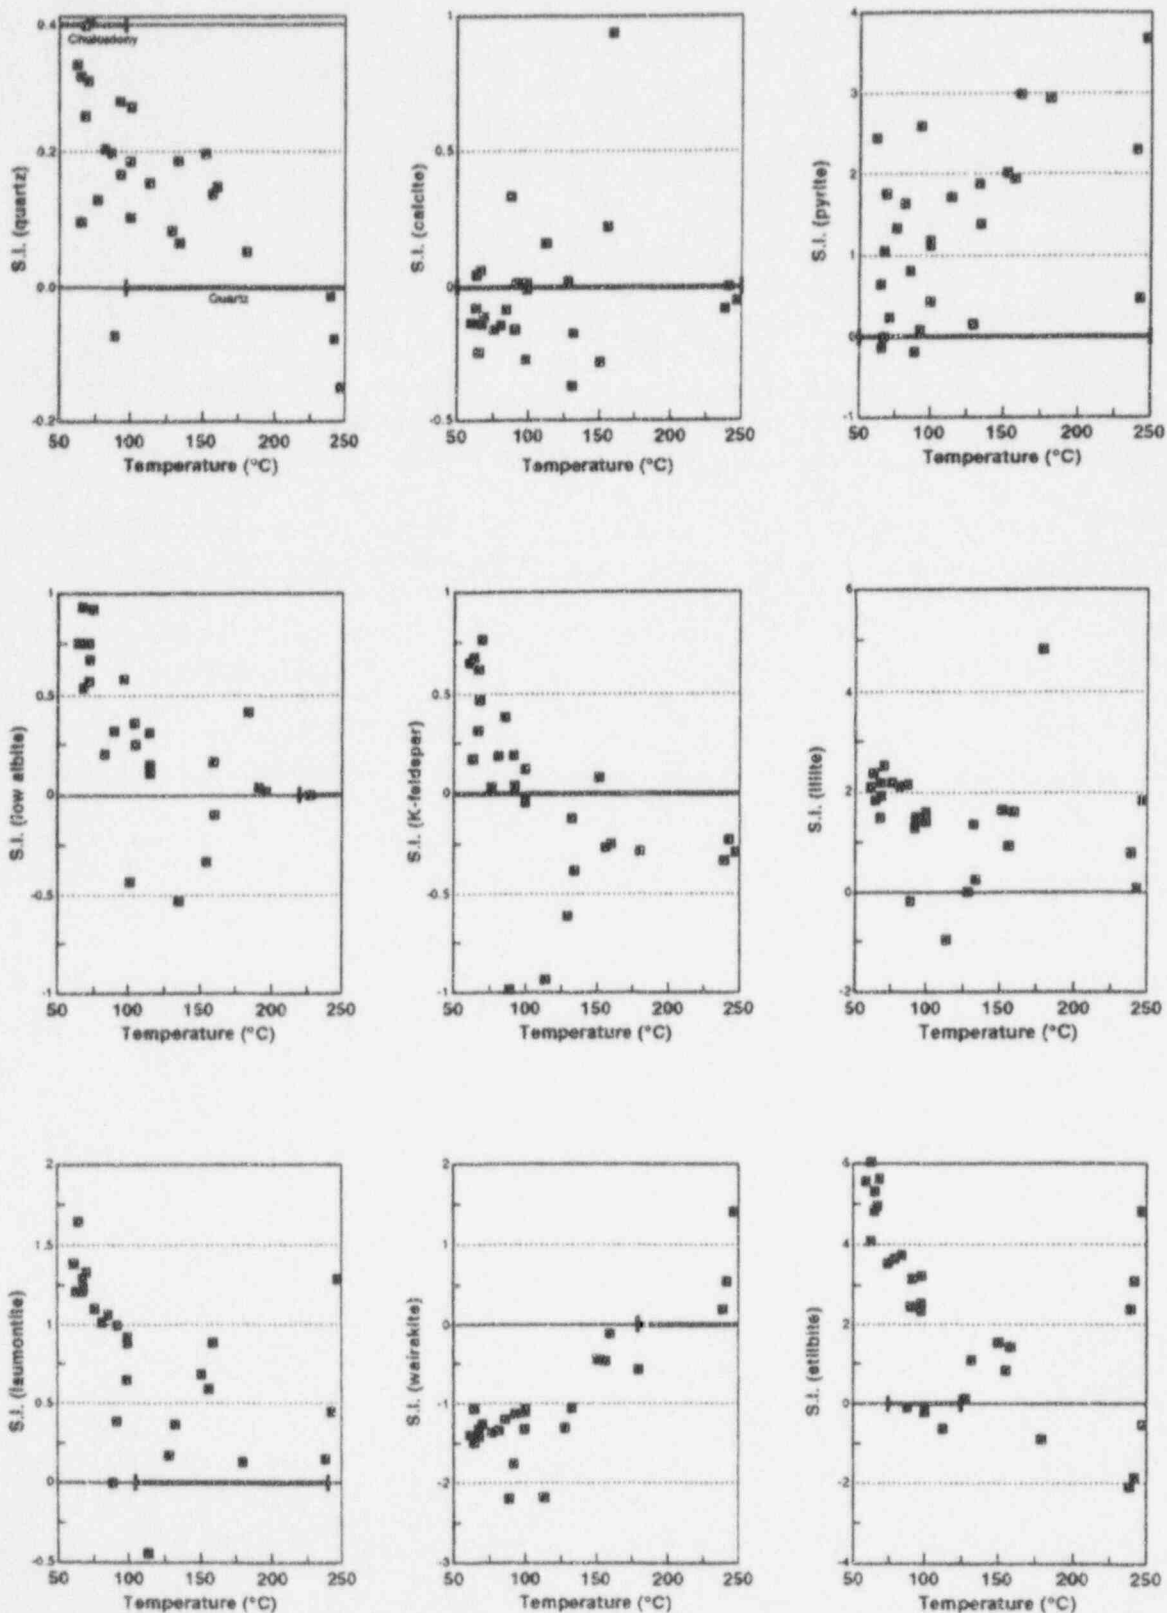 0.4
Chalcedony
0.2
0.0
Quartz
-0.2
50 100 150 200 250
Temperature (°C)
S.I. (quartz)
1
0.5
0
-0.5
50 100 150 200 250
Temperature (°C)
S.I. (calcite)
4
3
2
1
0
-1
50 100 150 200 250
Temperature (°C)
S.I. (pyrite)
1
0.5
0
-0.5
-1
50 100 150 200 250
Temperature (°C)
S.I. (low albite)
1
0.5
0
-0.5
-1
50 100 150 200 250
Temperature (°C)
S.I. (K-feldspar)
6
4
2
0
-2
50 100 150 200 250
Temperature (°C)
S.I. (illite)
2
1.5
1
0.5
0
-0.5
50 100 150 200 250
Temperature (°C)
S.I. (laumontite)
2
1
0
-1
-2
-3
50 100 150 200 250
Temperature (°C)
S.I. (wairakite)
6
4
2
0
-2
-4
50 100 150 200 250
Temperature (°C)
S.I. (stilbite)